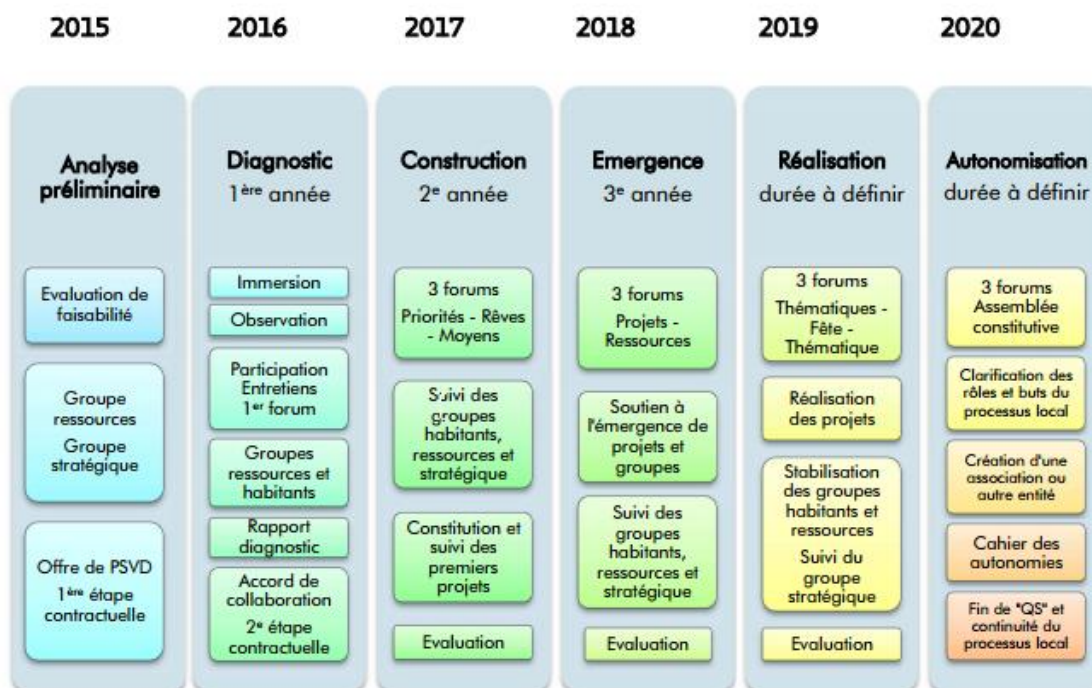 2015
2016
2017
2018
2019
2020
Analyse
préliminaire
Evaluation de
faisabilité
Groupe
ressources
Groupe
stratégique
Offre de PSVD
1ère étape
contractuelle
Diagnostic
1ère année
Immersion
Observation
Participation
Entretiens
1er forum
Groupes
ressources et
habitants
Rapport
diagnostic
Accord de
collaboration
2e étape
contractuelle
Construction
2e année
3 forums
Priorités - Rêves
- Moyens
Suivi des
groupes
habitants,
ressources et
stratégique
Constitution et
suivi des
premiers
projets
Evaluation
Emergence
3e année
3 forums
Projets -
Ressources
Soutien à
l'émergence de
projets et
groupes
Suivi des
groupes
habitants,
ressources et
stratégique
Evaluation
Réalisation
durée à définir
3 forums
Thématiques -
Fête -
Thématique
Réalisation
des projets
Stabilisation
des groupes
habitants et
ressources
Suivi du
groupe
stratégique
Evaluation
Autonomisation
durée à définir
3 forums
Assemblée
constitutive
Clarification des
rôles et buts du
processus local
Création d'une
association ou
autre entité
Cahier des
autonomies
Fin de "QS" et
continuité du
processus local